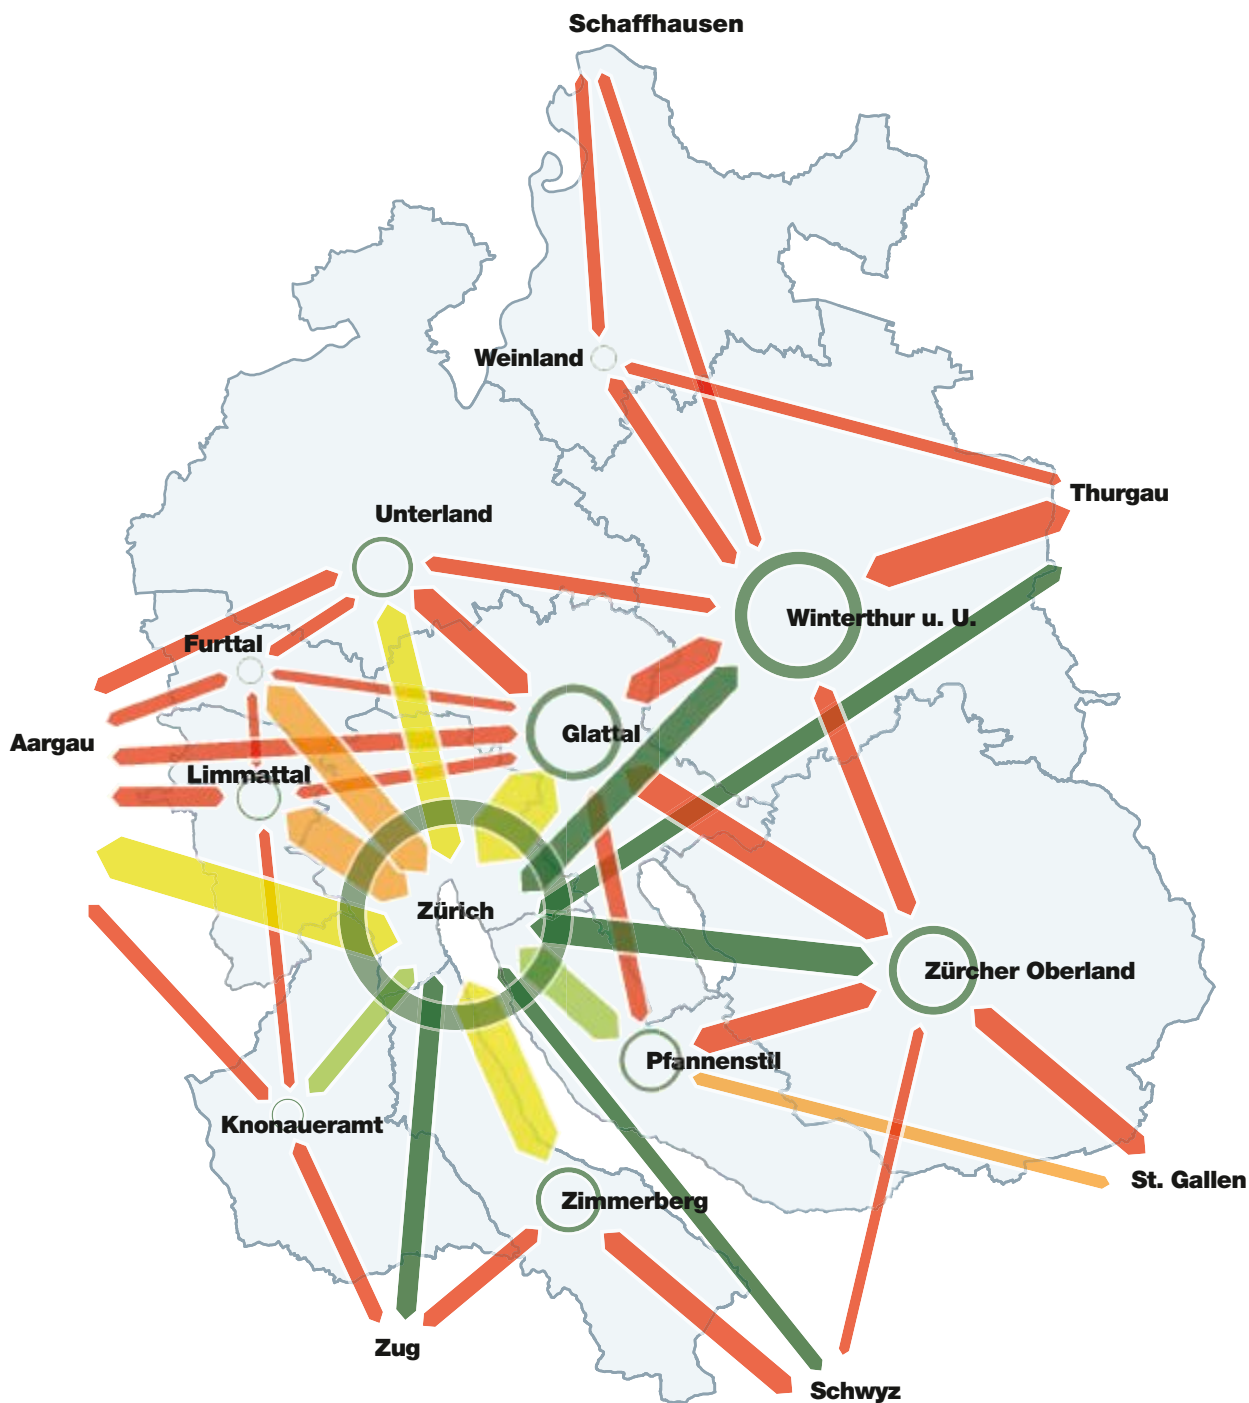 Schaffhausen
Weinland
Thurgau
Unterland
Winterthur u. U.
Furttal
Glattal
Aargau
Limmattal
Zürich
Zürcher Oberland
Pfannenstil
Knonaueramt
St. Gallen
Zimmerberg
Zug
Schwyz